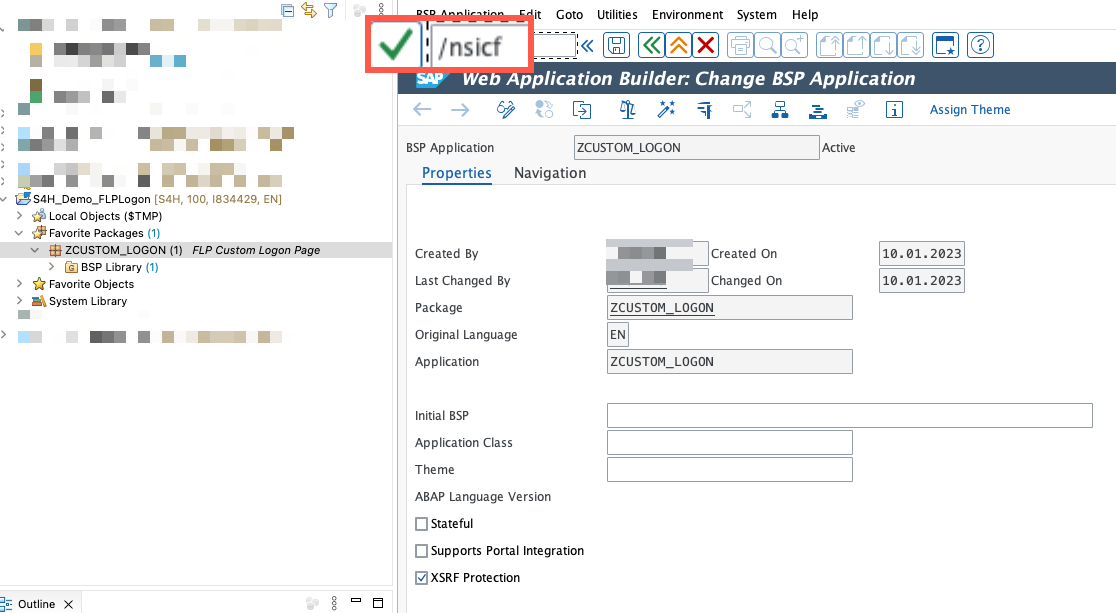 BSP Application Edit Goto Utilities Environment System Help
/nsicf
SAP Web Application Builder: Change BSP Application
Assign Theme
BSP Application ZCUSTOM_LOGON Active
Properties Navigation
S4H_Demo_FLPLogon [S4H, 100, I834429, EN]
Local Objects ($TMP)
Favorite Packages (1)
ZCUSTOM_LOGON (1) FLP Custom Logon Page
BSP Library (1)
Favorite Objects
System Library
Created By Created On 10.01.2023
Last Changed By Changed On 10.01.2023
Package ZCUSTOM_LOGON
Original Language EN
Application ZCUSTOM_LOGON
Initial BSP
Application Class
Theme
ABAP Language Version
Stateful
Supports Portal Integration
XSRF Protection
Outline